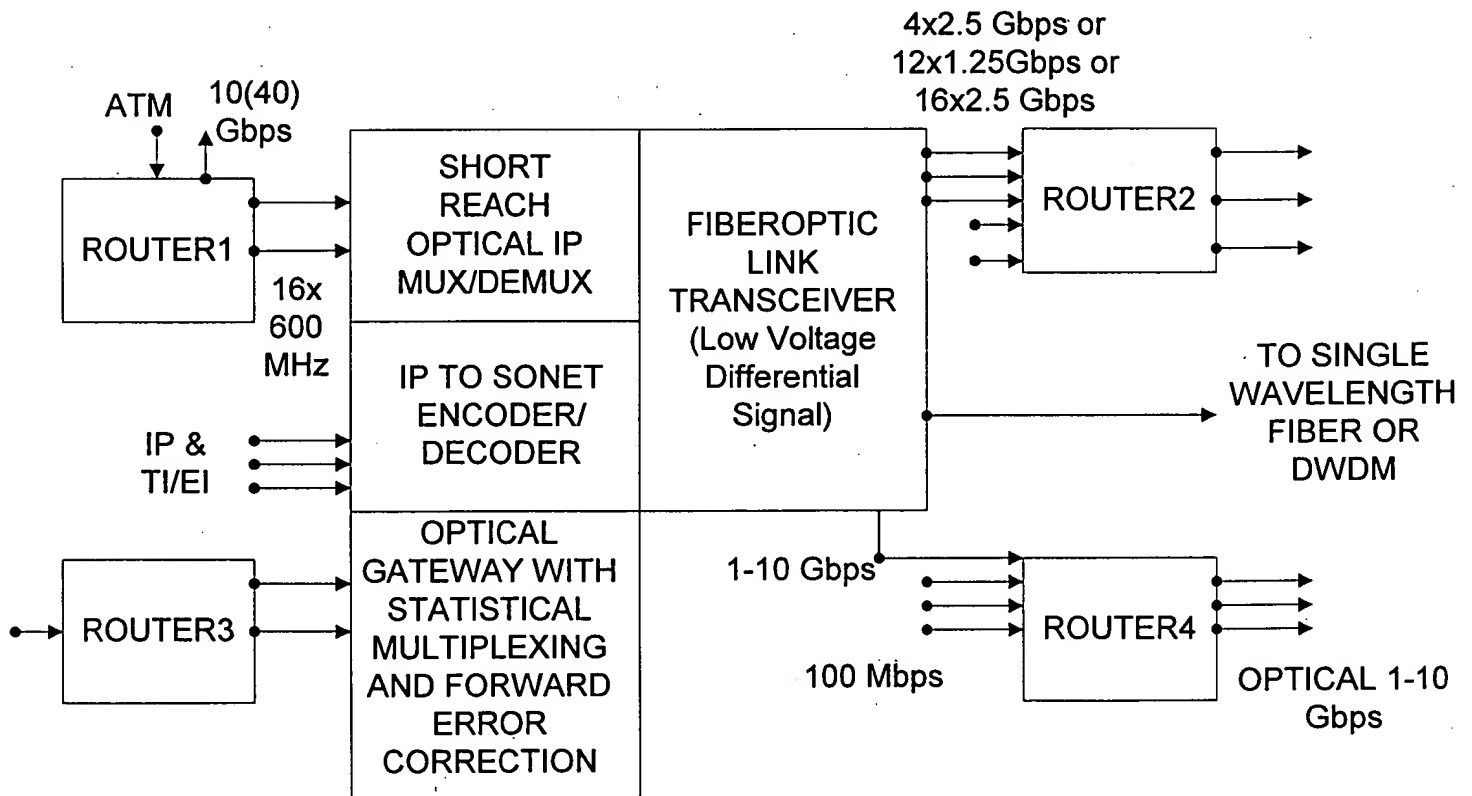 4x2.5 Gbps or
12x1.25Gbps or
16x2.5 Gbps
ATM
10(40)
Gbps
ROUTER1
16x
600
MHz
SHORT
REACH
OPTICAL IP
MUX/DEMUX
FIBEROPTIC
LINK
TRANSCEIVER
(Low Voltage
Differential
Signal)
ROUTER2
IP TO SONET
ENCODER/
DECODER
IP &
TI/EI
TO SINGLE
WAVELENGTH
FIBER OR
DWDM
ROUTER3
OPTICAL
GATEWAY WITH
STATISTICAL
MULTIPLEXING
AND FORWARD
ERROR
CORRECTION
1-10 Gbps
100 Mbps
ROUTER4
OPTICAL 1-10
Gbps